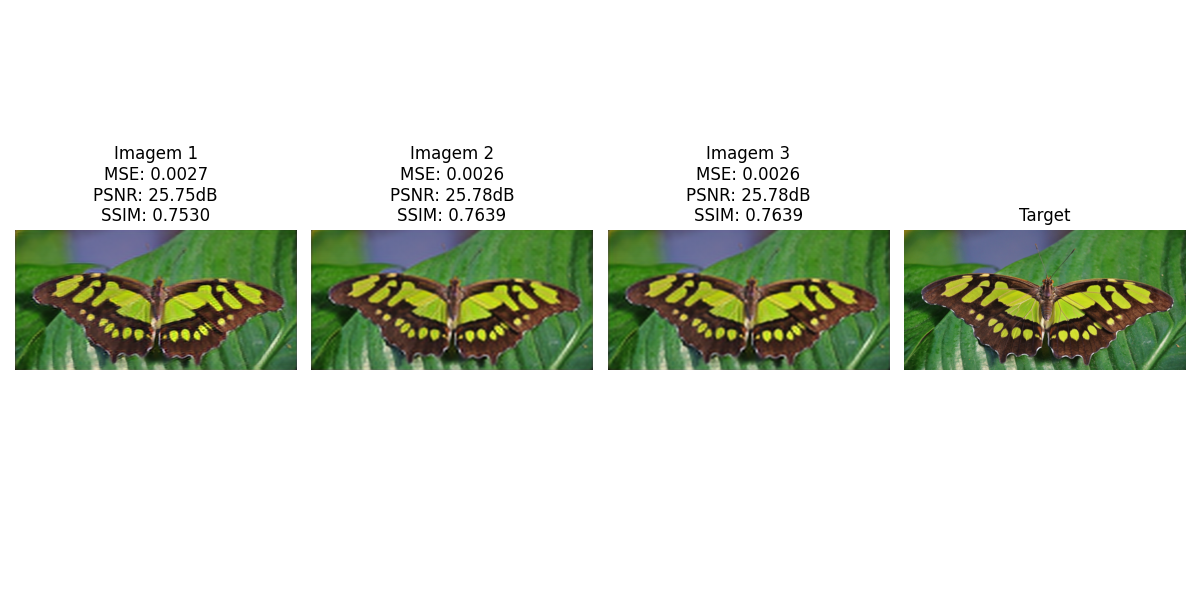 Imagem 1
MSE: 0.0027
PSNR: 25.75dB
SSIM: 0.7530
Imagem 2
MSE: 0.0026
PSNR: 25.78dB
SSIM: 0.7639
Imagem 3
MSE: 0.0026
PSNR: 25.78dB
SSIM: 0.7639
Target